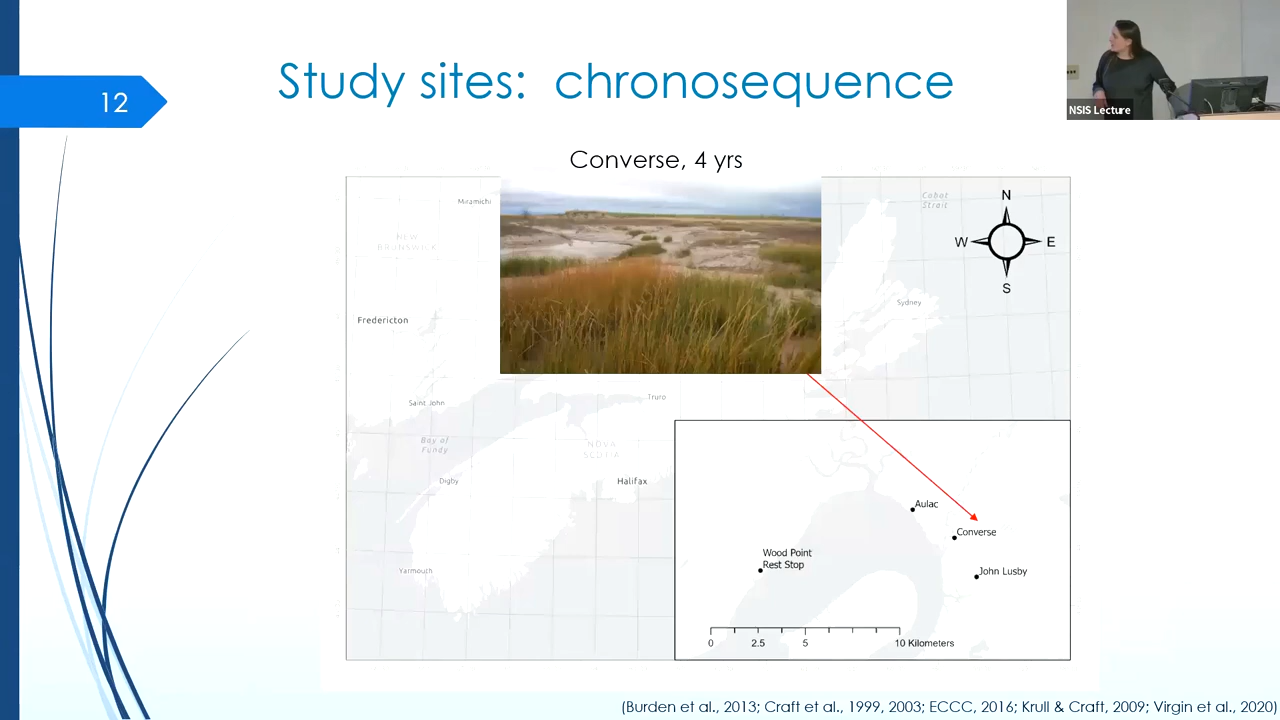 12
Study sites:  chronosequence
NSIS Lecture
Converse, 4 yrs
Miramichi
Cabot
Strait
NEW
BRUNSWICK
N
W
E
S
Sydney
Fredericton
Saint John
Truro
Bay of
Fundy
NOVA
SCOTIA
Digby
Halifax
Yarmouth
Aulac
Converse
Wood Point
Rest Stop
John Lusby
0 2.5 5 10 Kilometers
(Burden et al., 2013; Craft et al., 1999, 2003; ECCC, 2016; Krull & Craft, 2009; Virgin et al., 2020)